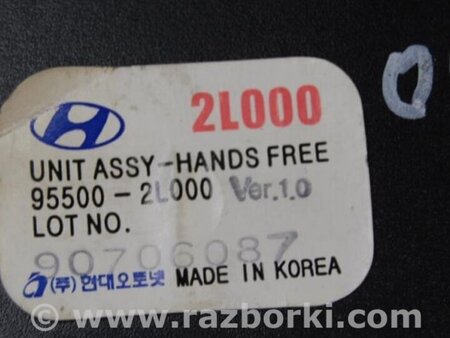 2L000
UNIT ASSY-HANDS FREE
95500-2L000 Ver.1.0
LOT NO.
90706087
(주)현대오토넷 MADE IN KOREA
www.razborki.com